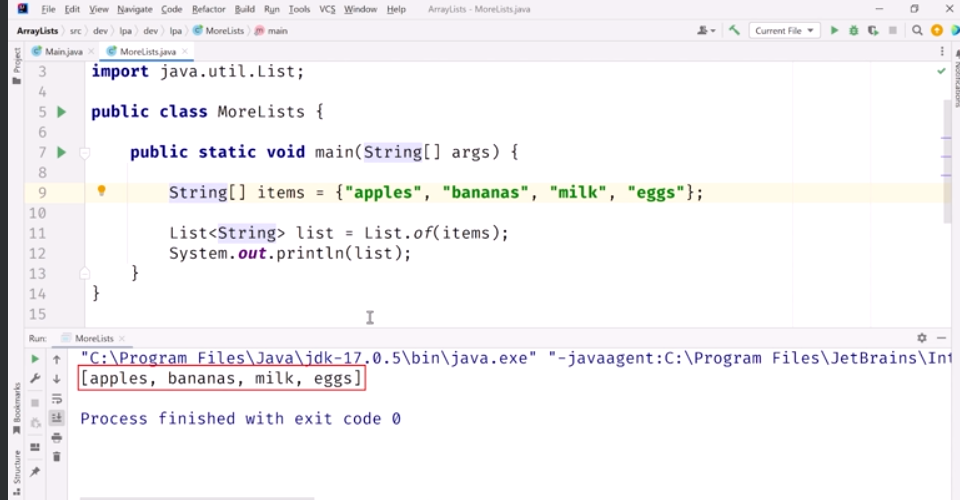 File Edit View Navigate Code Refactor Build Run Tools VCS Window Help ArrayLists - MoreLists.java
ArrayLists src dev lpa dev lpa MoreLists main Current File
Main.java MoreLists.java
Project
Notifications
3 import java.util.List;
4
5 public class MoreLists {
6
7 public static void main(String[] args) {
8
9 String[] items = {"apples", "bananas", "milk", "eggs"};
10
11 List<String> list = List.of(items);
12 System.out.println(list);
13 }
14 }
15
Run: MoreLists
"C:\Program Files\Java\jdk-17.0.5\bin\java.exe" "-javaagent:C:\Program Files\JetBrains\Int
[apples, bananas, milk, eggs]
Process finished with exit code 0
Bookmarks
Structure